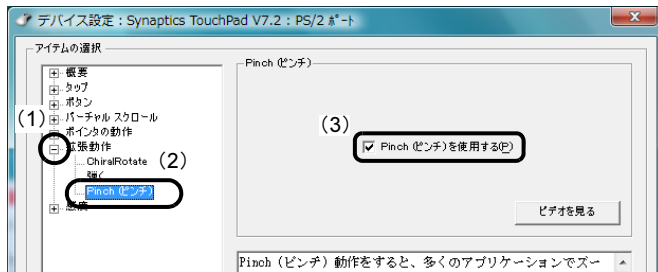 デバイス設定：Synaptics TouchPad V7.2：PS/2 ﾎﾟｰﾄ
アイテムの選択
概要
タップ
ボタン
バーチャル スクロール
ポインタの動作
拡張動作
ChiralRotate
弾く
Pinch (ピンチ)
感度
(1)
(2)
Pinch (ピンチ)
(3)
Pinch (ピンチ)を使用する(P)
ビデオを見る
Pinch (ピンチ) 動作をすると、多くのアプリケーションでズー